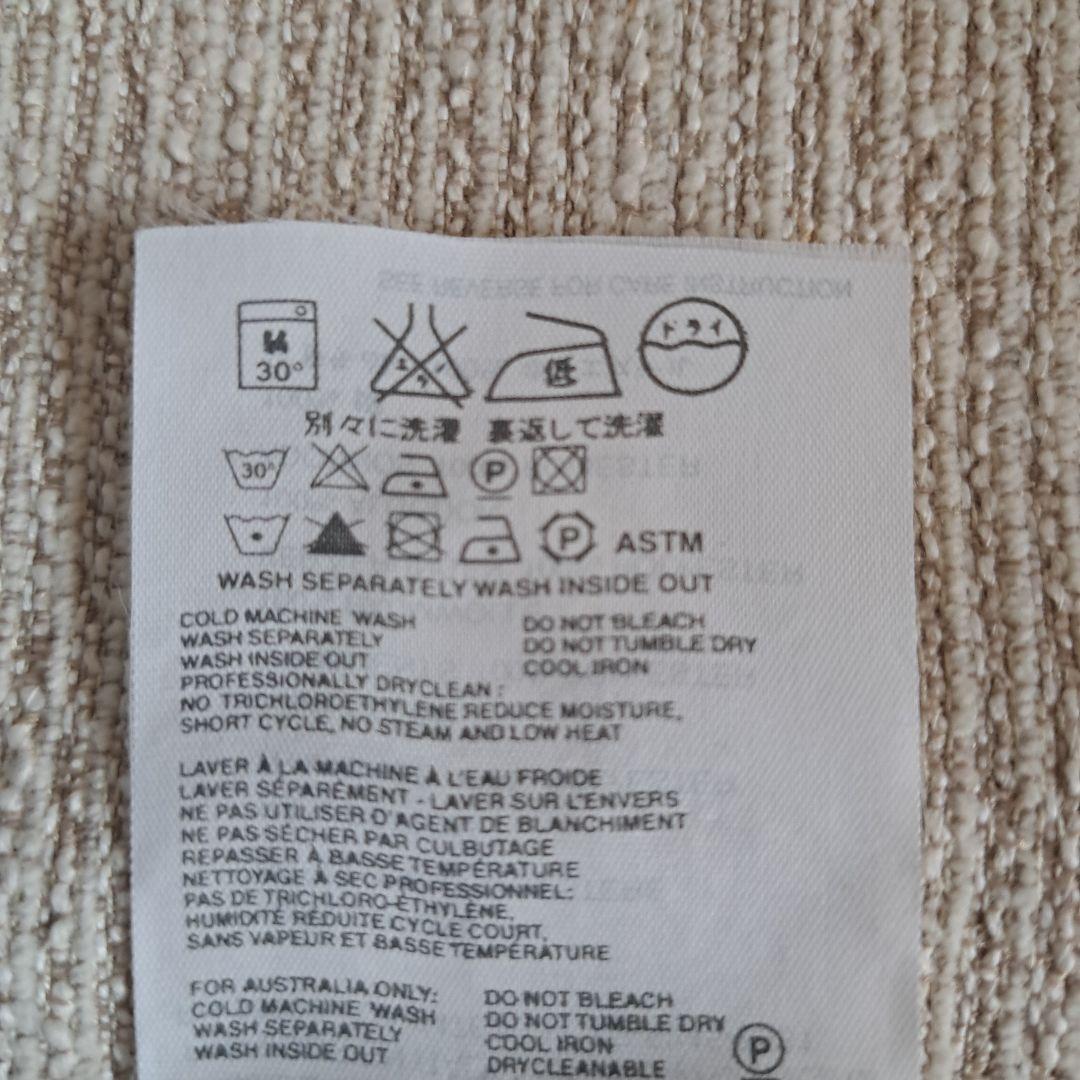 SEE REVERSE FOR CARE INSTRUCTION
弱
30°
エンソ
低
ドライ
別々に洗濯 裏返して洗濯
30°
P
P ASTM
WASH SEPARATELY WASH INSIDE OUT
COLD MACHINE WASH
WASH SEPARATELY
WASH INSIDE OUT
DO NOT BLEACH
DO NOT TUMBLE DRY
COOL IRON
PROFESSIONALLY DRYCLEAN :
NO TRICHLOROETHYLENE REDUCE MOISTURE,
SHORT CYCLE, NO STEAM AND LOW HEAT
LAVER À LA MACHINE À L'EAU FROIDE
LAVER SÉPARÉMENT - LAVER SUR L'ENVERS
NE PAS UTILISER D'AGENT DE BLANCHIMENT
NE PAS SÉCHER PAR CULBUTAGE
REPASSER À BASSE TEMPÉRATURE
NETTOYAGE À SEC PROFESSIONNEL:
PAS DE TRICHLORO-ÉTHYLÈNE,
HUMIDITÉ RÉDUITE CYCLE COURT,
SANS VAPEUR ET BASSE TEMPÉRATURE
FOR AUSTRALIA ONLY:
COLD MACHINE WASH
WASH SEPARATELY
WASH INSIDE OUT
DO NOT BLEACH
DO NOT TUMBLE DRY
COOL IRON
DRYCLEANABLE
P